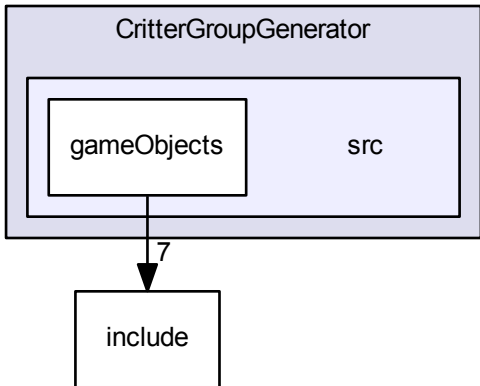 CritterGroupGenerator
gameObjects
src
7
include